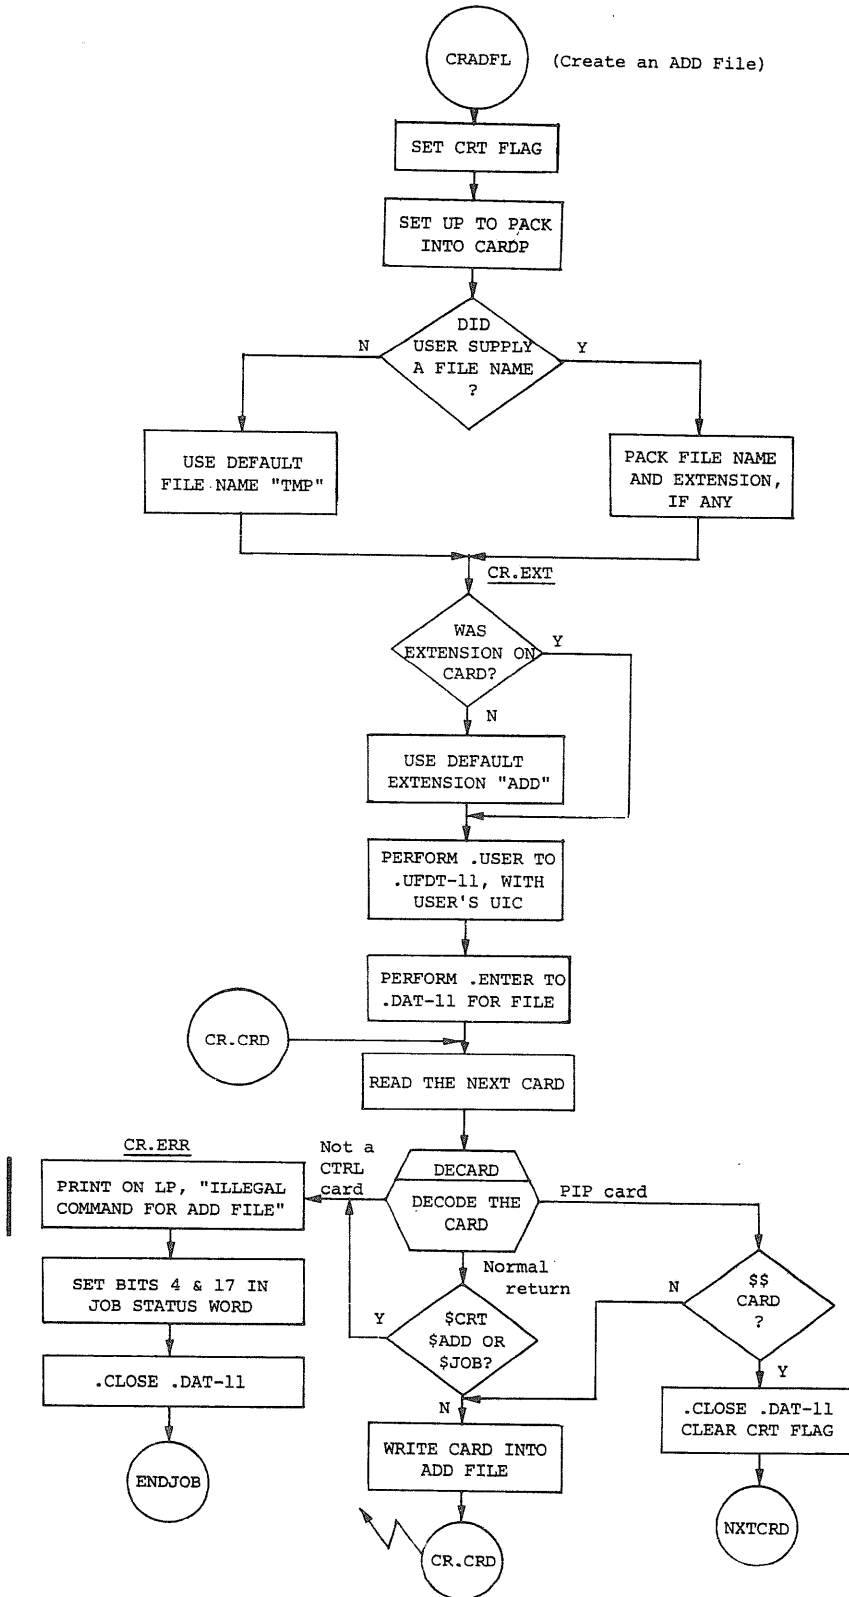 CRADFL
(Create an ADD File)
SET CRT FLAG
SET UP TO PACK
INTO CARDP
DID
USER SUPPLY
A FILE NAME
?
N
Y
USE DEFAULT
FILE NAME "TMP"
PACK FILE NAME
AND EXTENSION,
IF ANY
CR.EXT
WAS
EXTENSION ON
CARD?
Y
N
USE DEFAULT
EXTENSION "ADD"
PERFORM .USER TO
.UFDT-11, WITH
USER'S UIC
PERFORM .ENTER TO
.DAT-11 FOR FILE
CR.CRD
READ THE NEXT CARD
CR.ERR
PRINT ON LP, "ILLEGAL
COMMAND FOR ADD FILE"
Not a
CTRL
card
DECARD
DECODE THE
CARD
PIP card
Normal
return
SET BITS 4 & 17 IN
JOB STATUS WORD
Y
$CRT
$ADD OR
$JOB?
N
N
$$
CARD
?
Y
.CLOSE .DAT-11
ENDJOB
WRITE CARD INTO
ADD FILE
CR.CRD
.CLOSE .DAT-11
CLEAR CRT FLAG
NXTCRD